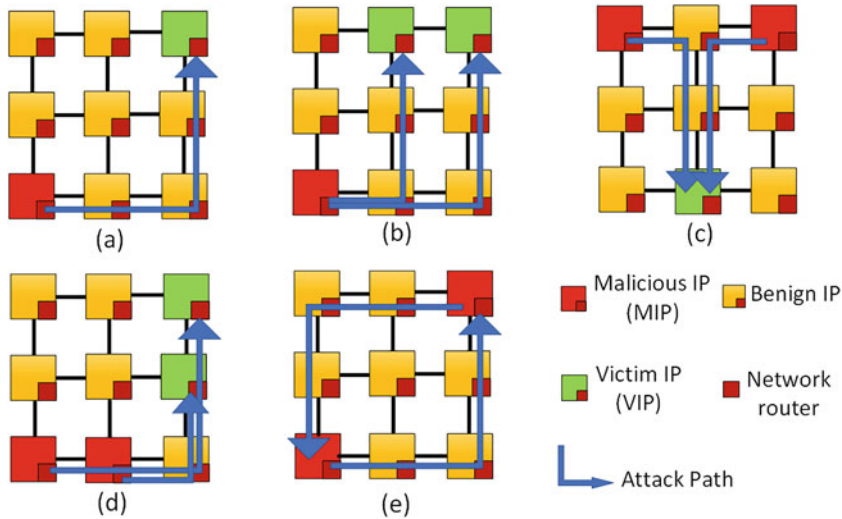 (a)
(b)
(c)
(d)
(e)
Malicious IP
(MIP)
Benign IP
Victim IP
(VIP)
Network
router
Attack Path